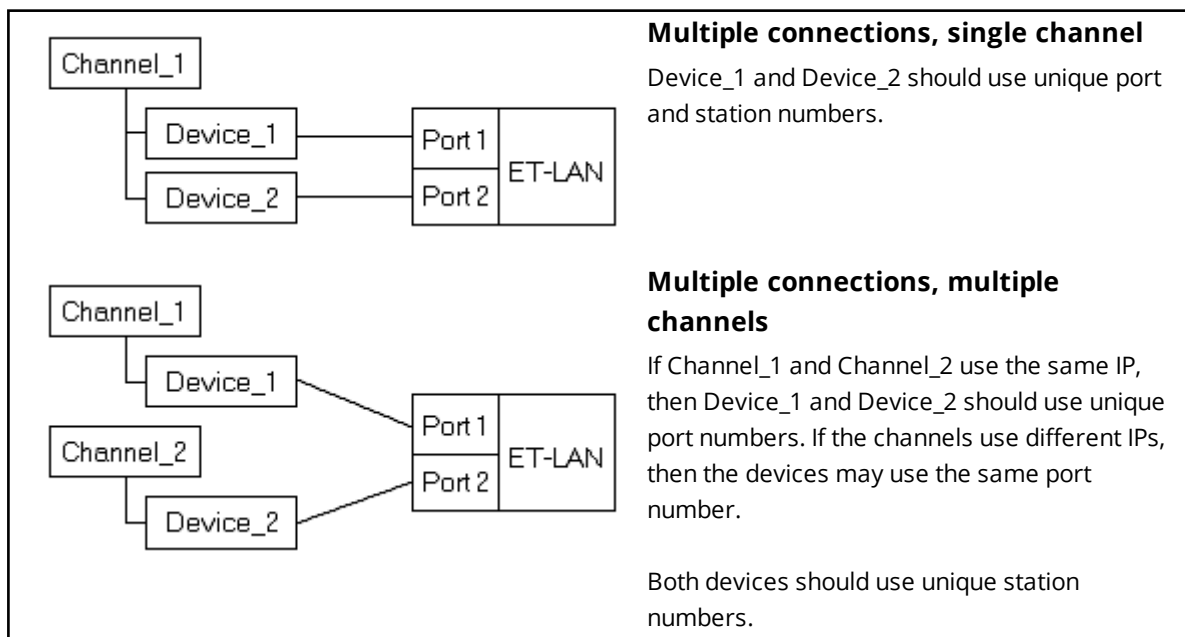 Channel_1
Device_1
Device_2
Port 1
Port 2
ET-LAN
Multiple connections, single channel
Device_1 and Device_2 should use unique port
and station numbers.
Channel_1
Device_1
Channel_2
Device_2
Port 1
Port 2
ET-LAN
Multiple connections, multiple
channels
If Channel_1 and Channel_2 use the same IP,
then Device_1 and Device_2 should use unique
port numbers. If the channels use different IPs,
then the devices may use the same port
number.
Both devices should use unique station
numbers.